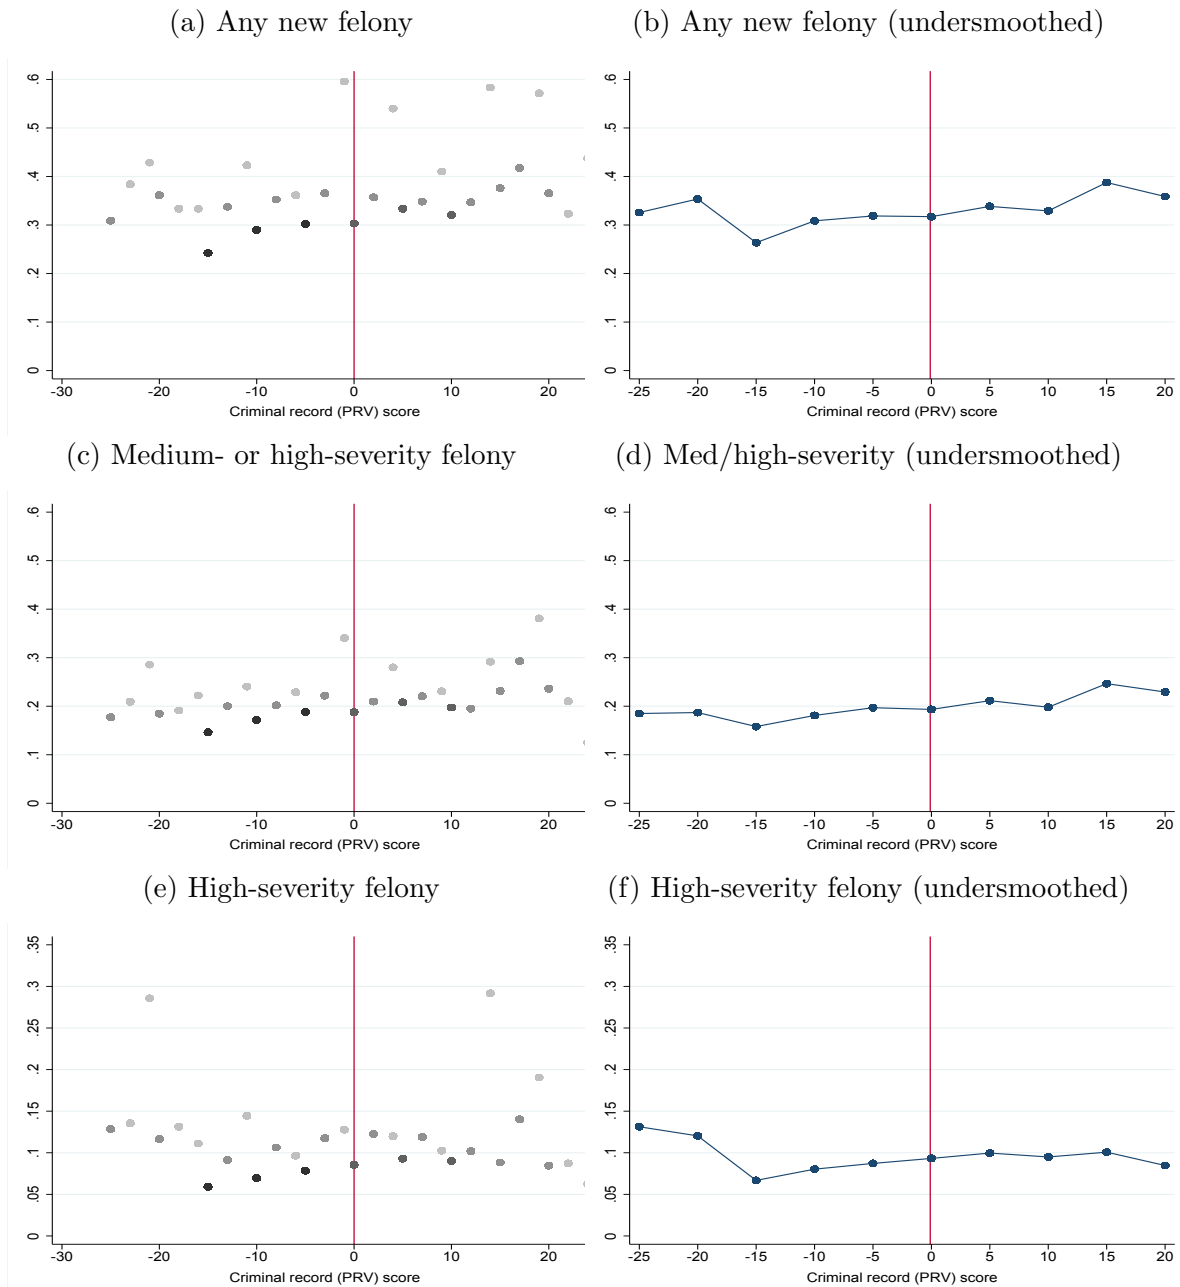 (a) Any new felony
(b) Any new felony (undersmoothed)
.6
.5
.4
.3
.2
.1
0
-30 -20 -10 0 10 20
Criminal record (PRV) score
.6
.5
.4
.3
.2
.1
0
-25 -20 -15 -10 -5 0 5 10 15 20
Criminal record (PRV) score
(c) Medium- or high-severity felony
(d) Med/high-severity (undersmoothed)
.6
.5
.4
.3
.2
.1
0
-30 -20 -10 0 10 20
Criminal record (PRV) score
.6
.5
.4
.3
.2
.1
0
-25 -20 -15 -10 -5 0 5 10 15 20
Criminal record (PRV) score
(e) High-severity felony
(f) High-severity felony (undersmoothed)
.35
.3
.25
.2
.15
.1
.05
0
-30 -20 -10 0 10 20
Criminal record (PRV) score
.35
.3
.25
.2
.15
.1
.05
0
-25 -20 -15 -10 -5 0 5 10 15 20
Criminal record (PRV) score